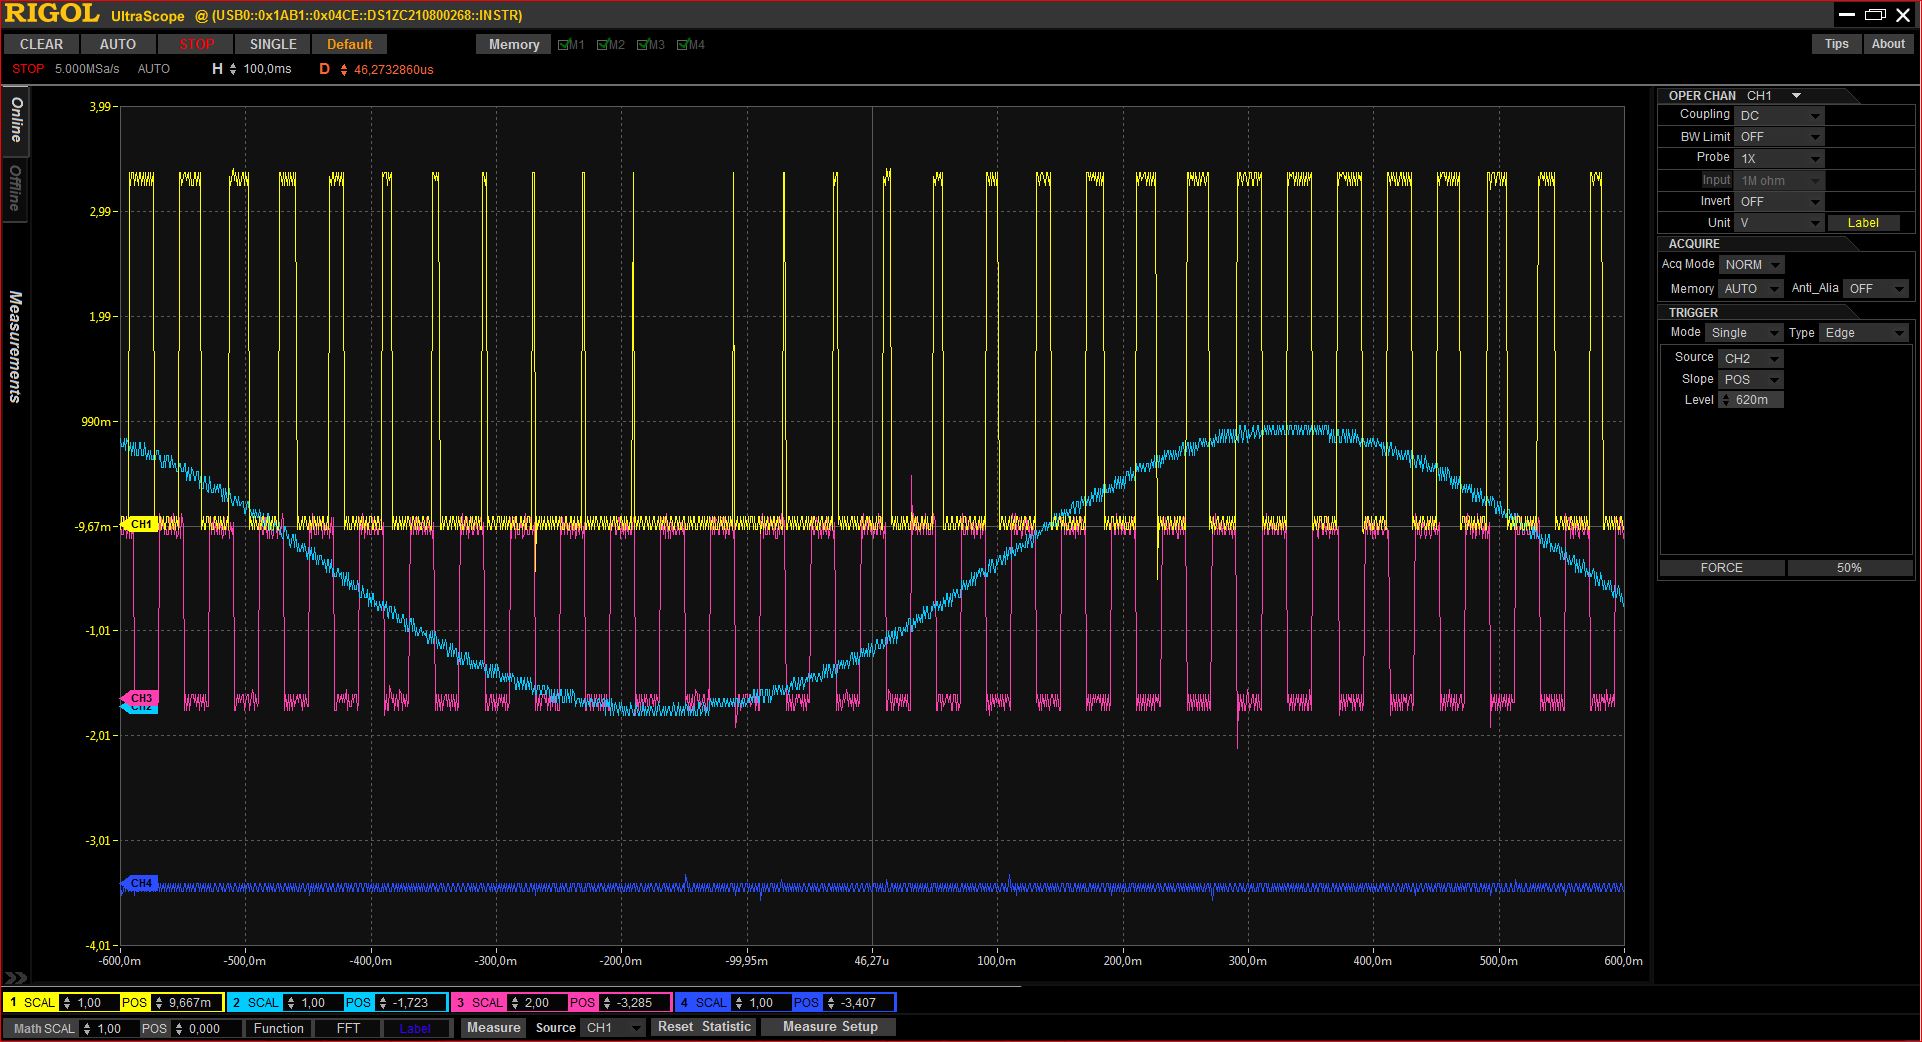 RIGOL UltraScope @ (USB0::0x1AB1::0x04CE::DS1ZC210800268::INSTR)
CLEAR AUTO STOP SINGLE Default Memory M1 M2 M3 M4 Tips About
STOP 5.000MSa/s AUTO H 100,0ms D 46,2732860us
Online
Offline
Measurements
3,99
2,99
1,99
990m
-9,67m
-1,01
-2,01
-3,01
-4,01
CH1
CH3
CH2
CH4
-600,0m -500,0m -400,0m -300,0m -200,0m -99,95m 46,27u 100,0m 200,0m 300,0m 400,0m 500,0m 600,0m
OPER CHAN CH1
Coupling DC
BW Limit OFF
Probe 1X
Input 1M ohm
Invert OFF
Unit V Label
ACQUIRE
Acq Mode NORM
Memory AUTO Anti_Alia OFF
TRIGGER
Mode Single Type Edge
Source CH2
Slope POS
Level 620m
FORCE 50%
1 SCAL 1,00 POS 9,667m 2 SCAL 1,00 POS -1,723 3 SCAL 2,00 POS -3,285 4 SCAL 1,00 POS -3,407
Math SCAL 1,00 POS 0,000 Function FFT Label Measure Source CH1 Reset Statistic Measure Setup